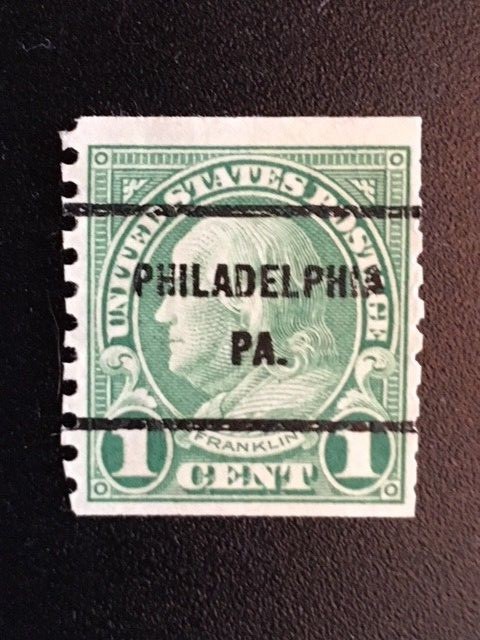 UNITED STATES POSTAGE
PHILADELPHIA
PA.
FRANKLIN
1 CENT 1